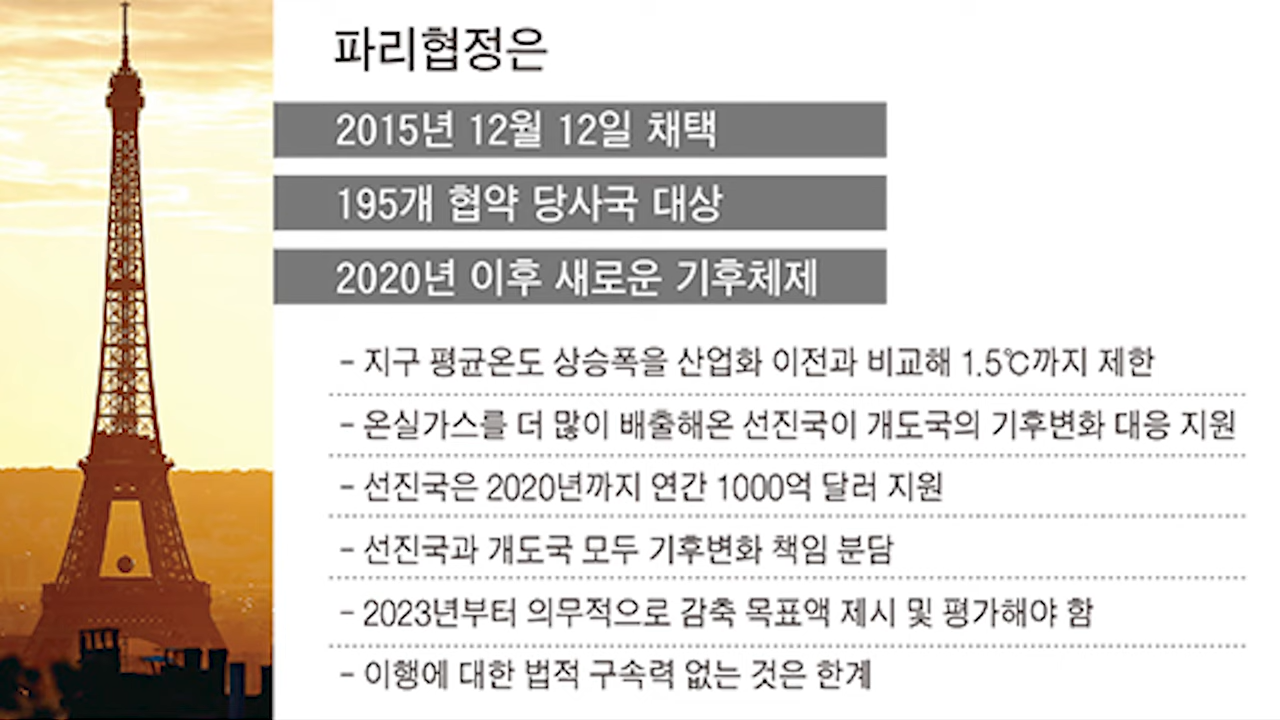 파리협정은
2015년 12월 12일 채택
195개 협약 당사국 대상
2020년 이후 새로운 기후체제
- 지구 평균온도 상승폭을 산업화 이전과 비교해 1.5℃까지 제한
- 온실가스를 더 많이 배출해온 선진국이 개도국의 기후변화 대응 지원
- 선진국은 2020년까지 연간 1000억 달러 지원
- 선진국과 개도국 모두 기후변화 책임 분담
- 2023년부터 의무적으로 감축 목표액 제시 및 평가해야 함
- 이행에 대한 법적 구속력 없는 것은 한계